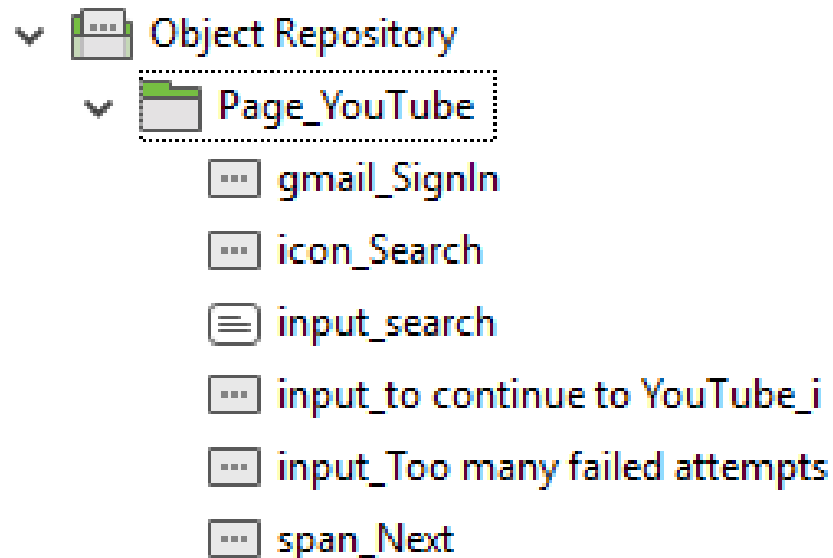 Object Repository
Page_YouTube
gmail_SignIn
icon_Search
input_search
input_to continue to YouTube_i
input_Too many failed attempts
span_Next